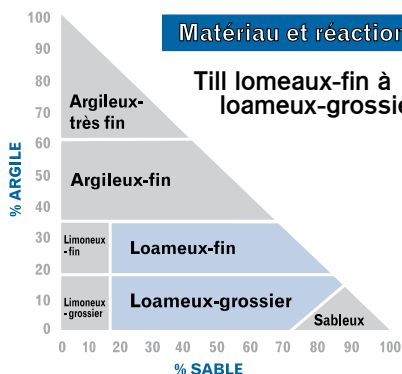 Matériau et réaction
Till lomeaux-fin à
loameux-grossie
100
90
80
70
60
50
40
30
20
10
0
% ARGILE
Argileux-
très fin
Argileux-fin
Limoneux
-fin
Loameux-fin
Limoneux
-grossier
Loameux-grossier
Sableux
0 10 20 30 40 50 60 70 80 90 100
% SABLE